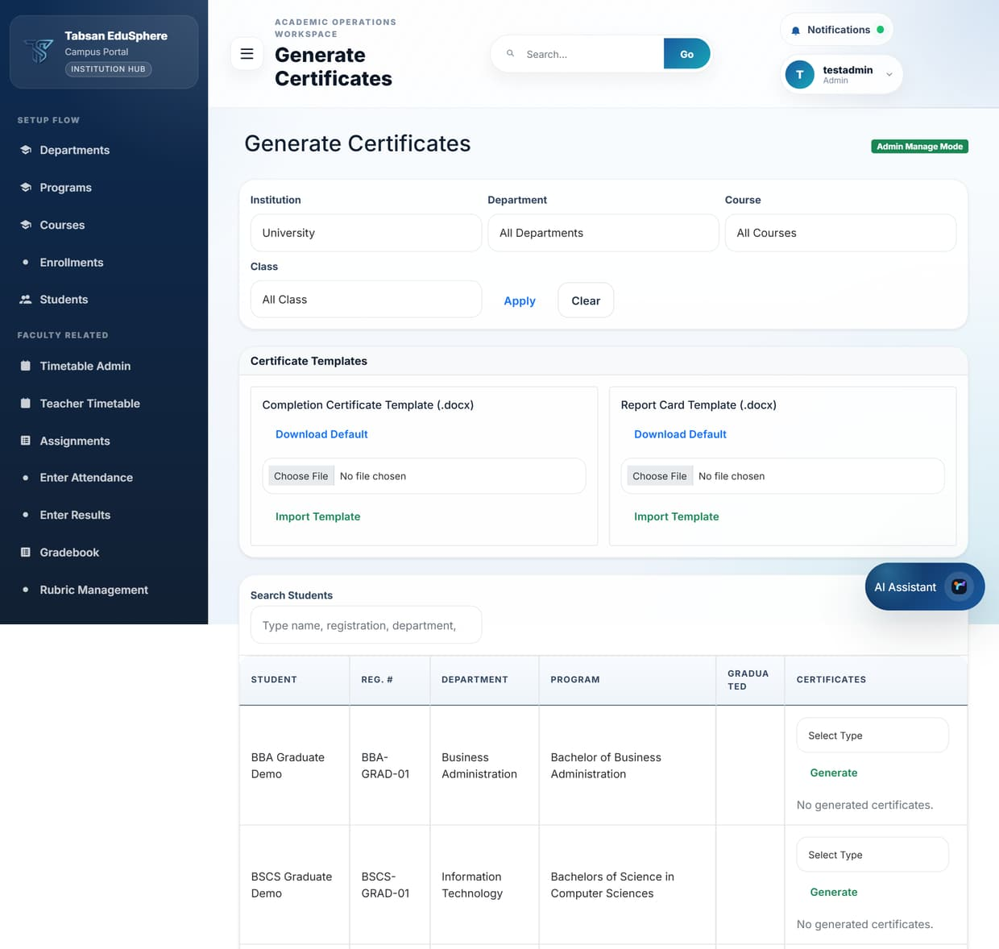 Tabsan EduSphere
Campus Portal
INSTITUTION HUB
SETUP FLOW
Departments
Programs
Courses
Enrollments
Students
FACULTY RELATED
Timetable Admin
Teacher Timetable
Assignments
Enter Attendance
Enter Results
Gradebook
Rubric Management
ACADEMIC OPERATIONS
WORKSPACE
Generate
Certificates
Search...
Go
Notifications
T
testadmin
Admin
Generate Certificates
Admin Manage Mode
Institution
Department
Course
University
All Departments
All Courses
Class
All Class
Apply
Clear
Certificate Templates
Completion Certificate Template (.docx)
Download Default
Choose File No file chosen
Import Template
Report Card Template (.docx)
Download Default
Choose File No file chosen
Import Template
AI Assistant
Search Students
Type name, registration, department,
STUDENT
REG. #
DEPARTMENT
PROGRAM
GRADUA
TED
CERTIFICATES
BBA Graduate
Demo
BBA-
GRAD-01
Business
Administration
Bachelor of Business
Administration
Select Type
Generate
No generated certificates.
BSCS Graduate
Demo
BSCS-
GRAD-01
Information
Technology
Bachelors of Science in
Computer Sciences
Select Type
Generate
No generated certificates.